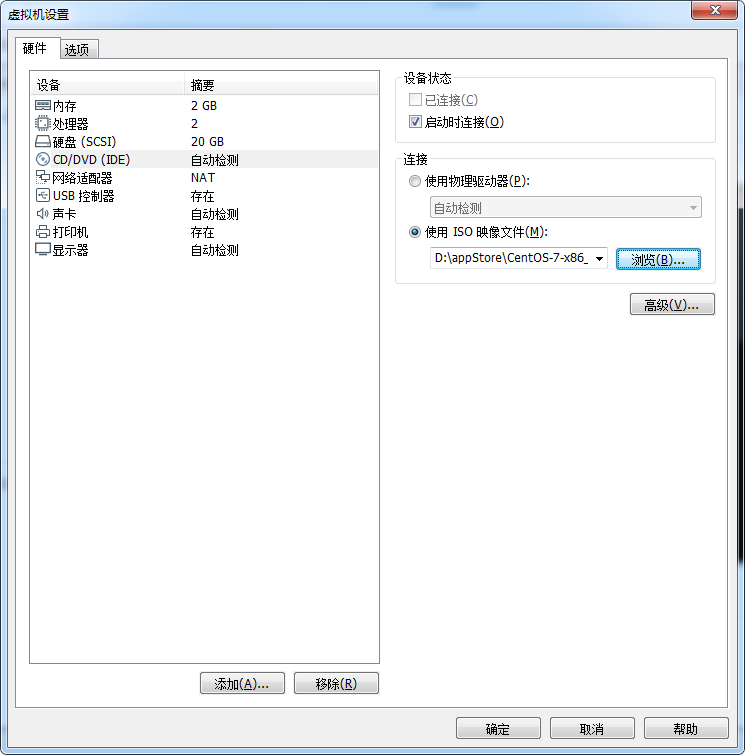 虚拟机设置
硬件 选项
设备 摘要
内存 2 GB
处理器 2
硬盘 (SCSI) 20 GB
CD/DVD (IDE) 自动检测
网络适配器 NAT
USB 控制器 存在
声卡 自动检测
打印机 存在
显示器 自动检测
添加(A)... 移除(R)
设备状态
已连接(C)
启动时连接(O)
连接
使用物理驱动器(P):
自动检测
使用 ISO 映像文件(M):
D:\appStore\CentOS-7-x86_ 浏览(B)...
高级(V)...
确定 取消 帮助